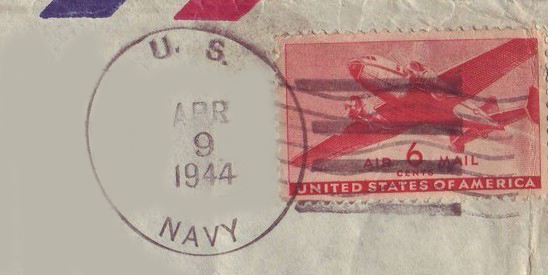 U. S.
APR
9
1944
NAVY
AIR 6 MAIL
CENTS
UNITED STATES OF AMERICA